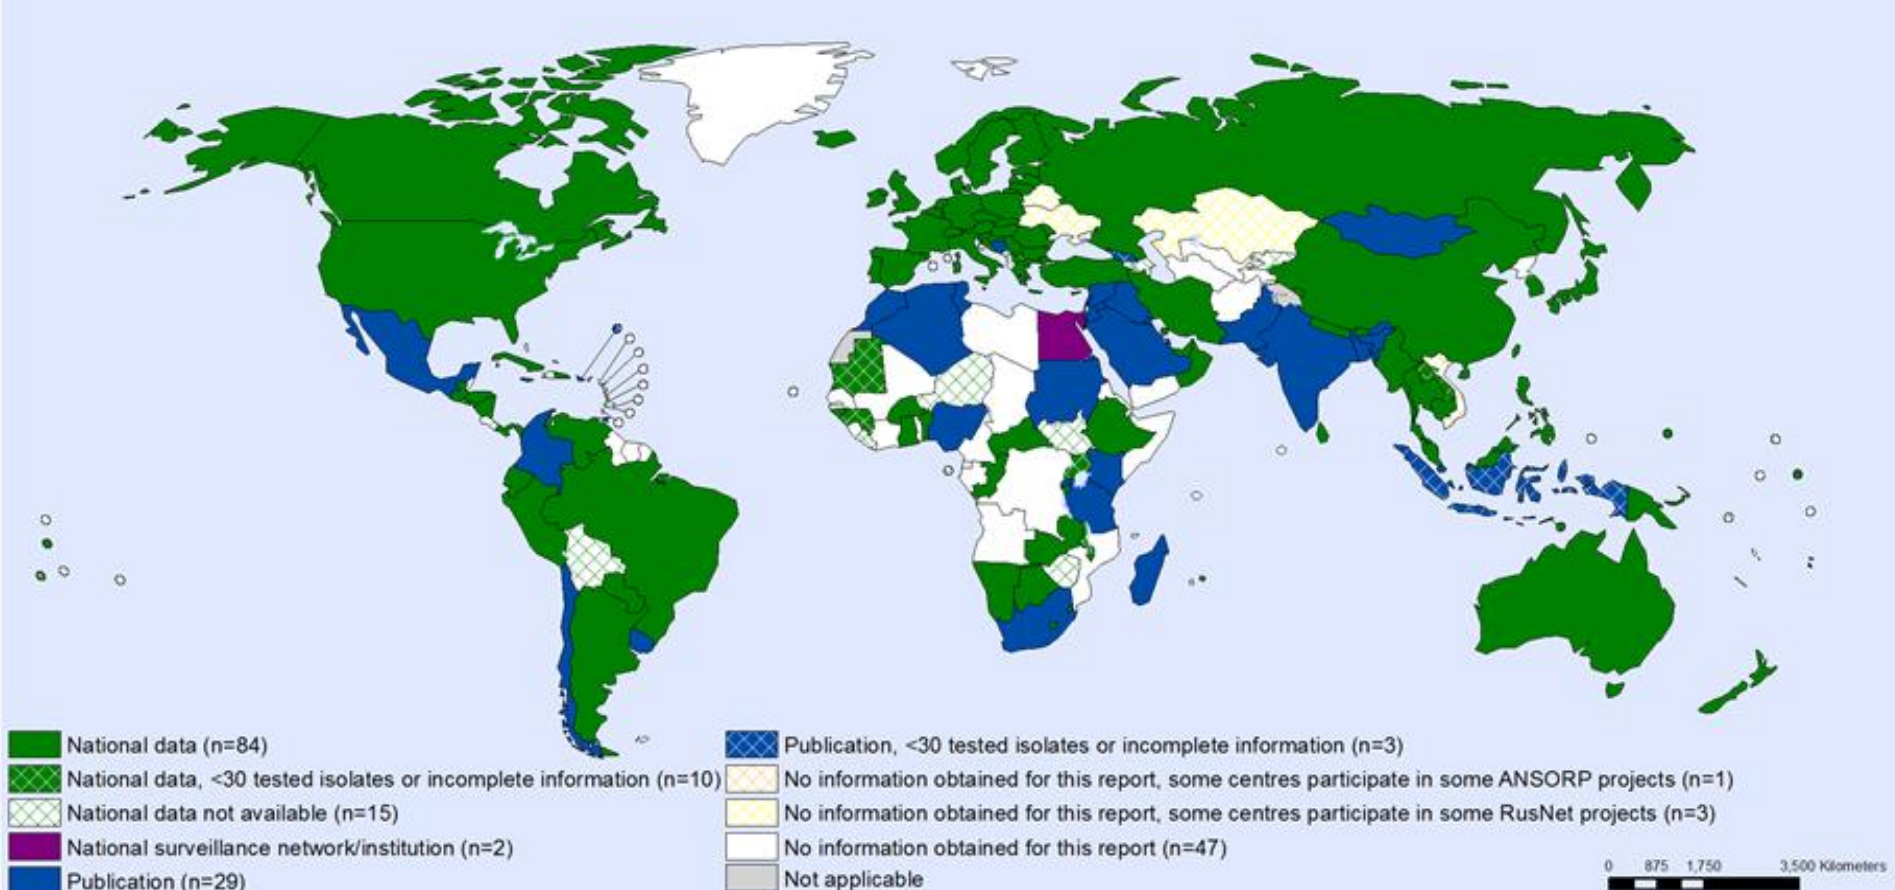 National data (n=84)
National data, <30 tested isolates or incomplete information (n=10)
National data not available (n=15)
National surveillance network/institution (n=2)
Publication (n=29)
Publication, <30 tested isolates or incomplete information (n=3)
No information obtained for this report, some centres participate in some ANSORP projects (n=1)
No information obtained for this report, some centres participate in some RusNet projects (n=3)
No information obtained for this report (n=47)
Not applicable
0 875 1,750 3,500 Kilometers